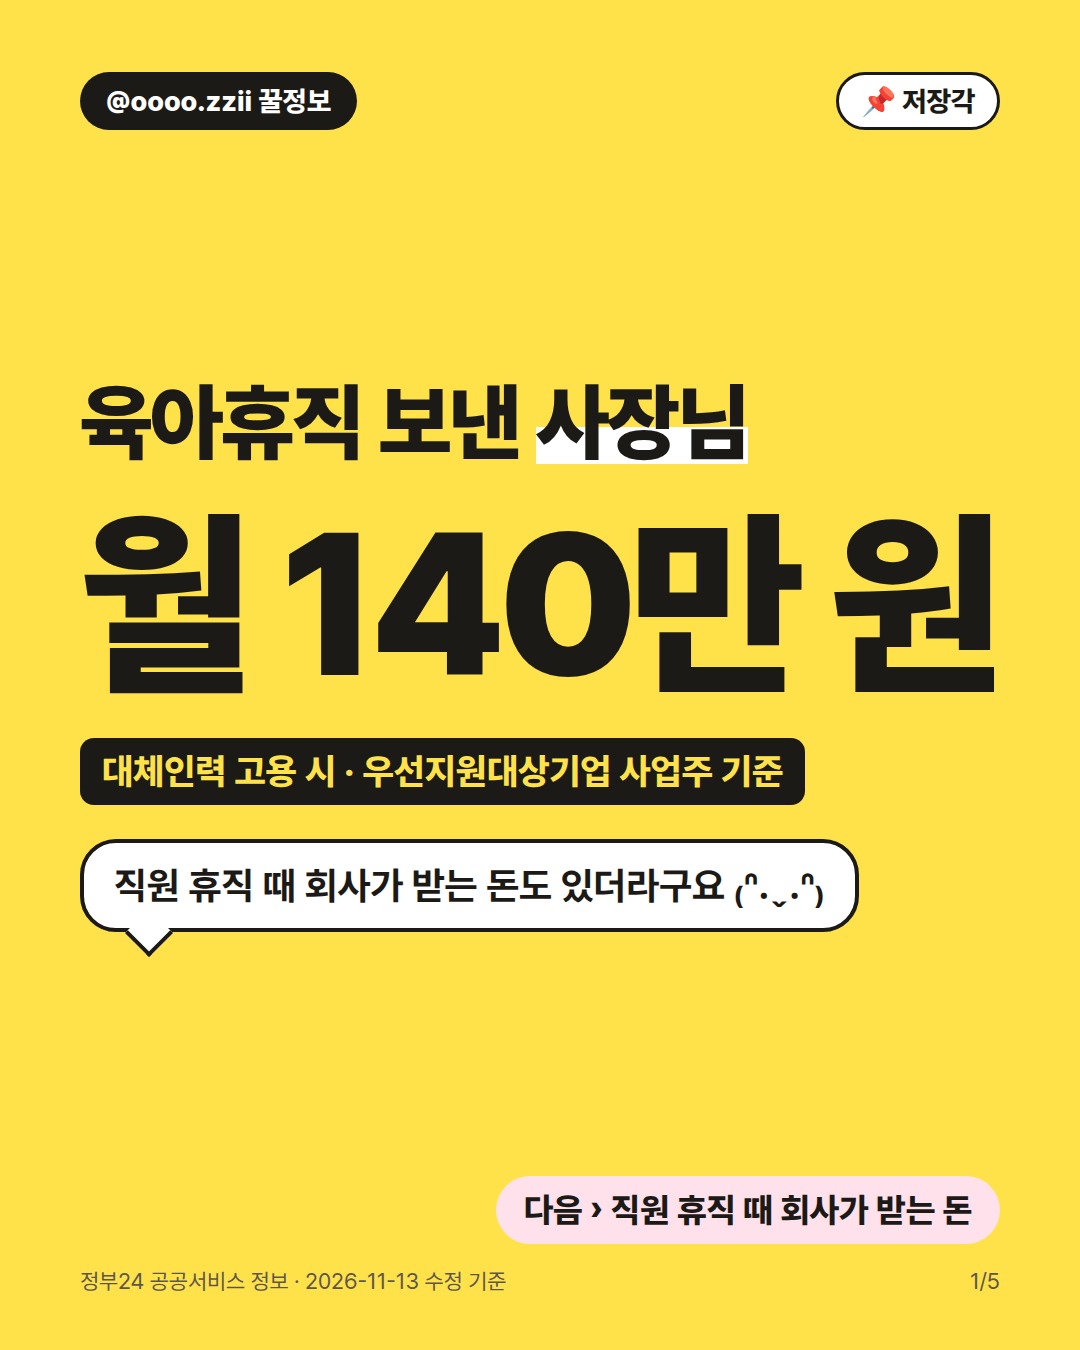 @oooo.zzii 꿀정보
📌 저장각
육아휴직 보낸 사장님
월 140만 원
대체인력 고용 시 · 우선지원대상기업 사업주 기준
직원 휴직 때 회사가 받는 돈도 있더라구요 (ᐢ. ̫ .ᐢ)
다음 › 직원 휴직 때 회사가 받는 돈
정부24 공공서비스 정보 · 2026-11-13 수정 기준
1/5